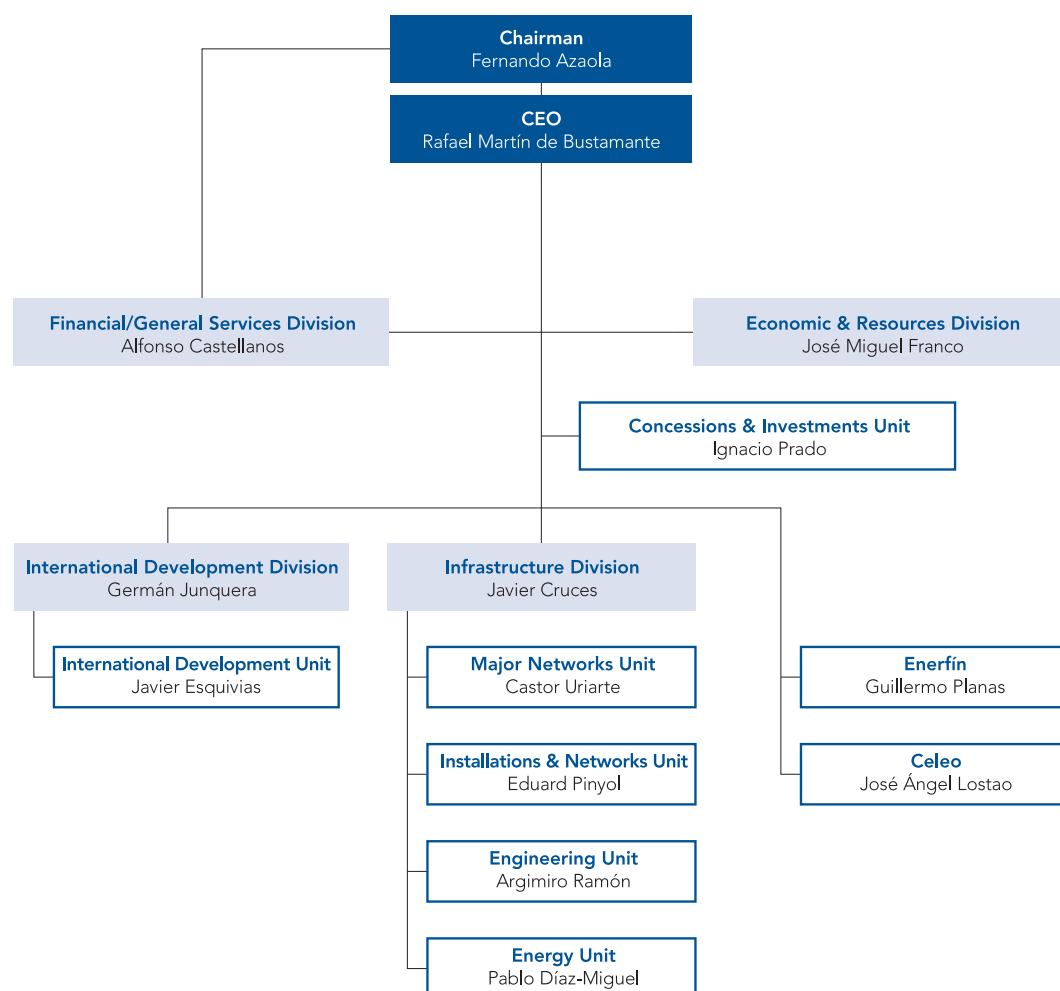 Chairman
Fernando Azaola
CEO
Rafael Martín de Bustamante
Financial/General Services Division
Alfonso Castellanos
Economic & Resources Division
José Miguel Franco
Concessions & Investments Unit
Ignacio Prado
International Development Division
Germán Junquera
Infrastructure Division
Javier Cruces
International Development Unit
Javier Esquivias
Major Networks Unit
Castor Uriarte
Enerfín
Guillermo Planas
Installations & Networks Unit
Eduard Pinyol
Celeo
José Ángel Lostao
Engineering Unit
Argimiro Ramón
Energy Unit
Pablo Díaz-Miguel